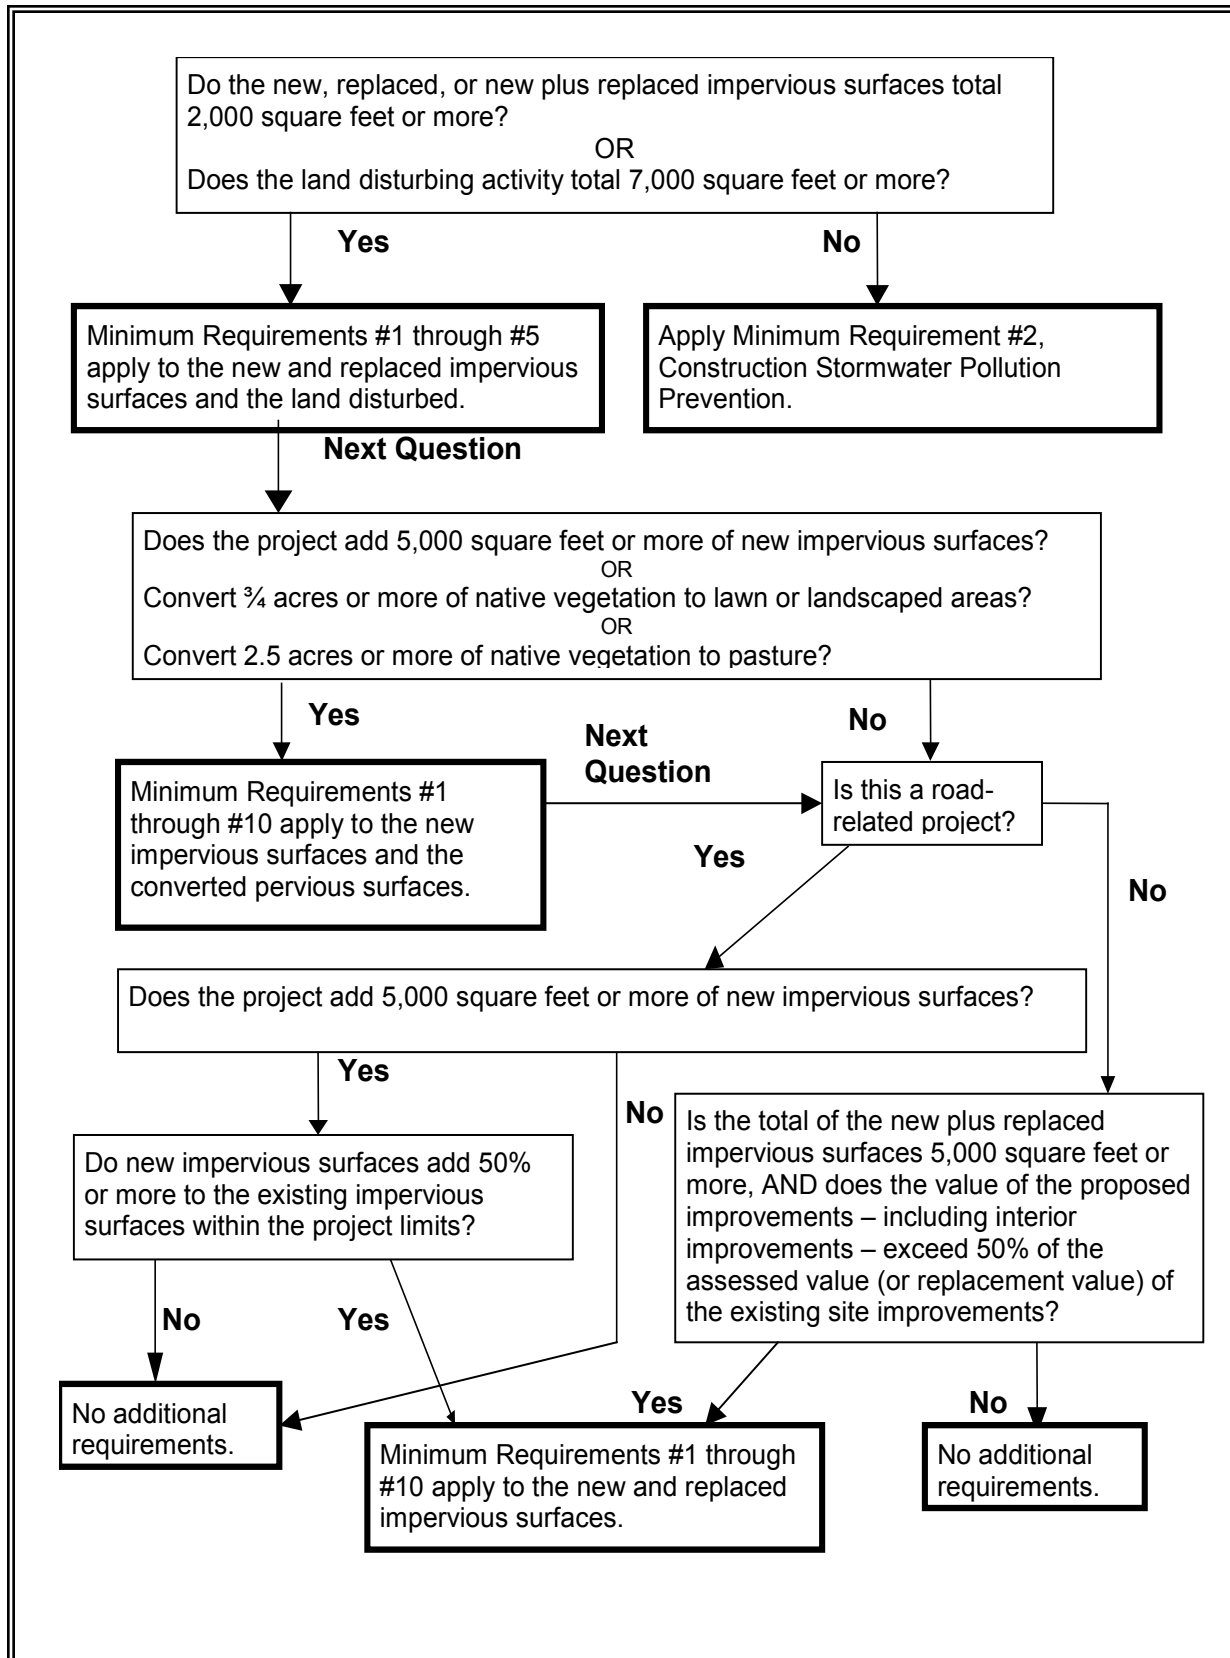 Do the new, replaced, or new plus replaced impervious surfaces total
2,000 square feet or more?
OR
Does the land disturbing activity total 7,000 square feet or more?
Yes
No
Minimum Requirements #1 through #5
apply to the new and replaced impervious
surfaces and the land disturbed.
Apply Minimum Requirement #2,
Construction Stormwater Pollution
Prevention.
Next Question
Does the project add 5,000 square feet or more of new impervious surfaces?
OR
Convert ¾ acres or more of native vegetation to lawn or landscaped areas?
OR
Convert 2.5 acres or more of native vegetation to pasture?
Yes
No
Next
Question
Minimum Requirements #1
through #10 apply to the new
impervious surfaces and the
converted pervious surfaces.
Is this a road-
related project?
Yes
No
Does the project add 5,000 square feet or more of new impervious surfaces?
Yes
No
Do new impervious surfaces add 50%
or more to the existing impervious
surfaces within the project limits?
Is the total of the new plus replaced
impervious surfaces 5,000 square feet or
more, AND does the value of the proposed
improvements – including interior
improvements – exceed 50% of the
assessed value (or replacement value) of
the existing site improvements?
No
Yes
Yes
No
No additional
requirements.
Minimum Requirements #1 through
#10 apply to the new and replaced
impervious surfaces.
No additional
requirements.